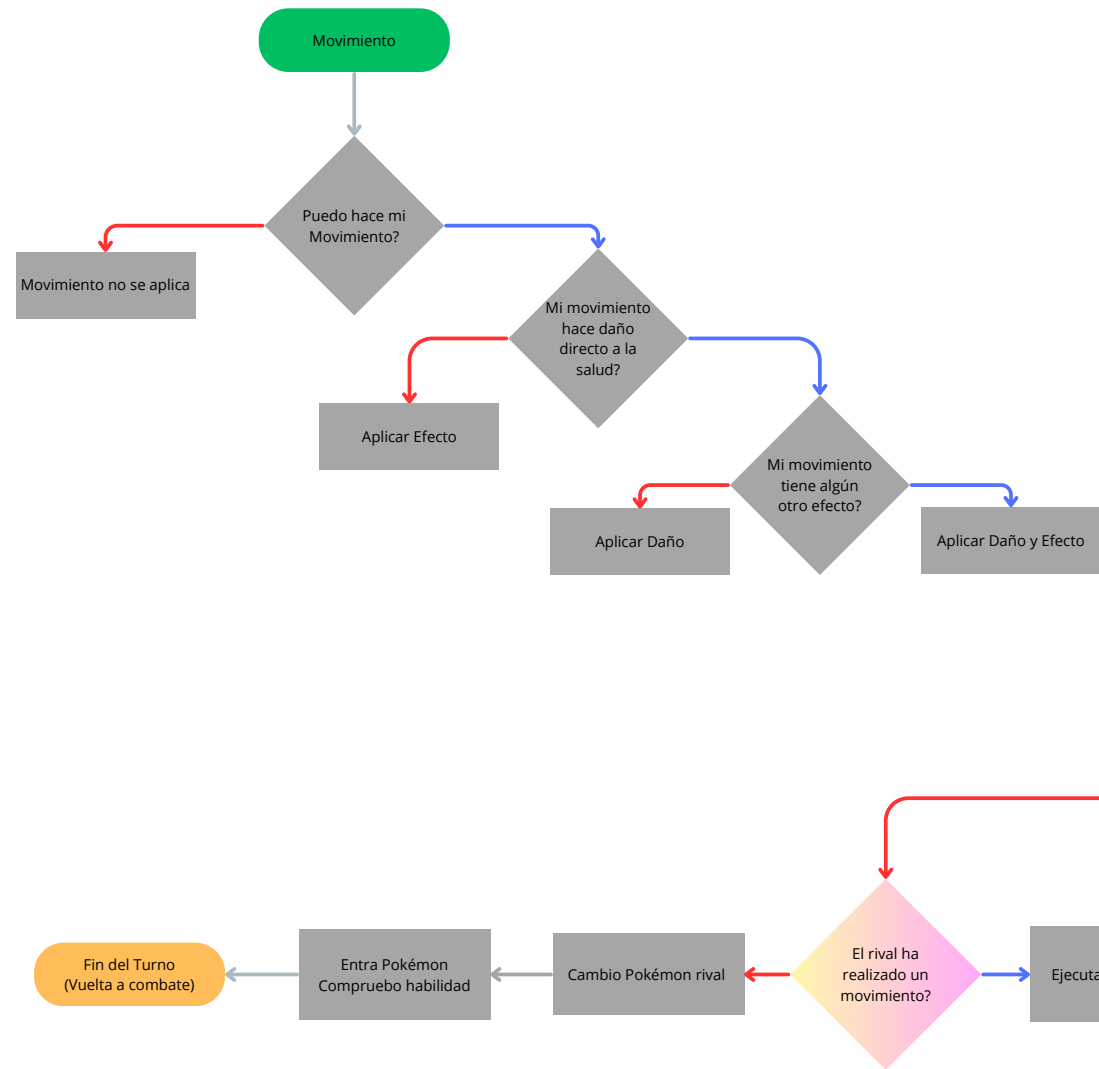 Movimiento
Puedo hace mi
Movimiento?
Movimiento no se aplica
Mi movimiento
hace daño
directo a la
salud?
Aplicar Efecto
Mi movimiento
tiene algún
otro efecto?
Aplicar Daño
Aplicar Daño y Efecto
Fin del Turno
(Vuelta a combate)
Entra Pokémon
Compruebo habilidad
Cambio Pokémon rival
El rival ha
realizado un
movimiento?
Ejecuta